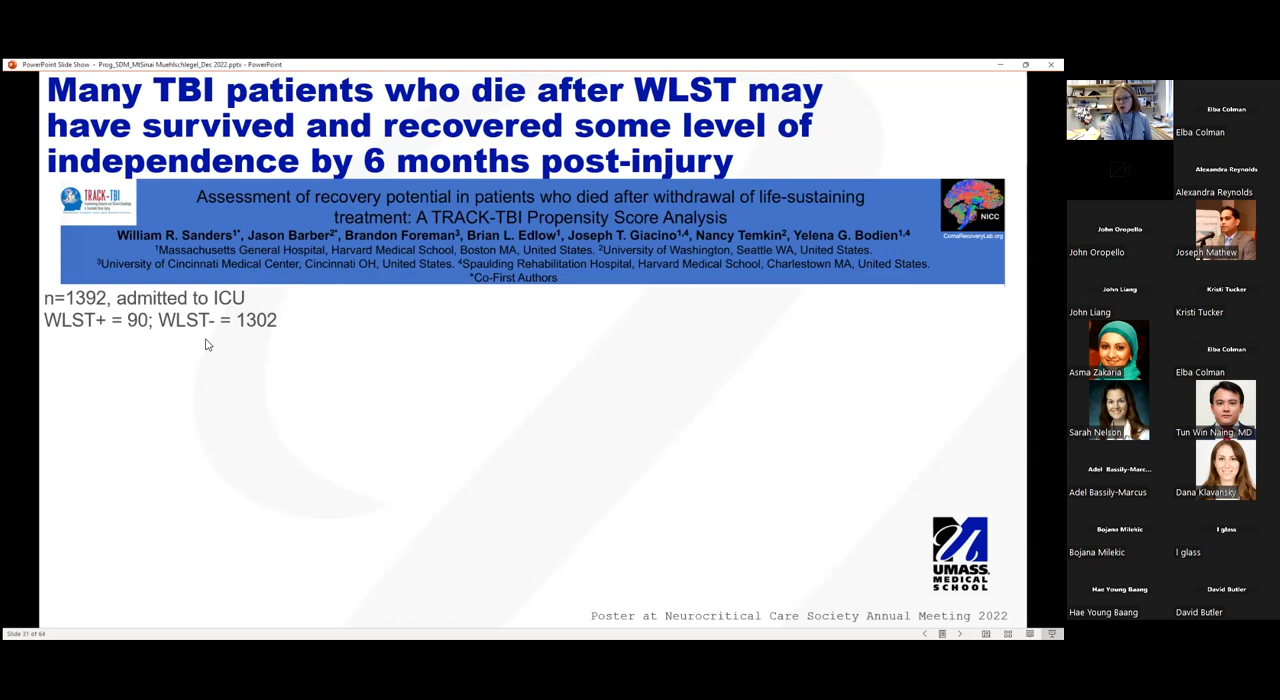 PowerPoint Slide Show - Prog_SDM_MtSinai Muehlschlegel_Dec 2022.pptx - PowerPoint
Many TBI patients who die after WLST may
have survived and recovered some level of
independence by 6 months post-injury
TRACK-TBI
Assessment of recovery potential in patients who died after withdrawal of life-sustaining
treatment: A TRACK-TBI Propensity Score Analysis
William R. Sanders¹*, Jason Barber²*, Brandon Foreman³, Brian L. Edlow¹, Joseph T. Giacino¹,⁴, Nancy Temkin², Yelena G. Bodien¹,⁴
¹Massachusetts General Hospital, Harvard Medical School, Boston MA, United States. ²University of Washington, Seattle WA, United States.
³University of Cincinnati Medical Center, Cincinnati OH, United States. ⁴Spaulding Rehabilitation Hospital, Harvard Medical School, Charlestown MA, United States.
*Co-First Authors
NICC
ComaRecoveryLab.org
n=1392, admitted to ICU
WLST+ = 90; WLST- = 1302
UMASS
MEDICAL
SCHOOL
Poster at Neurocritical Care Society Annual Meeting 2022
Slide 31 of 64
Elba Colman
Elba Colman
Alexandra Reynolds
Alexandra Reynolds
John Oropello
John Oropello
Joseph Mathew
John Liang
John Liang
Kristi Tucker
Kristi Tucker
Asma Zakaria
Elba Colman
Elba Colman
Sarah Nelson
Tun Win Naing, MD
Adel Bassily-Marc...
Adel Bassily-Marcus
Dana Klavansky
Bojana Milekic
Bojana Milekic
l glass
l glass
Hae Young Baang
Hae Young Baang
David Butler
David Butler